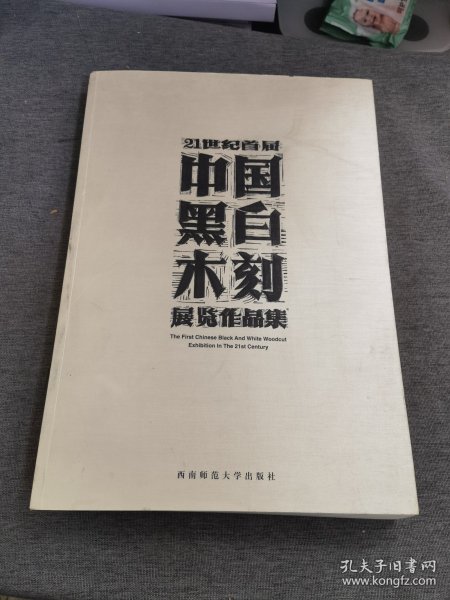 21世纪首届
中国
黑白
木刻
展览作品集
The First Chinese Black And White Woodcut
Exhibition In The 21st Century
西南师范大学出版社
孔夫子旧书网
www.kongfz.com